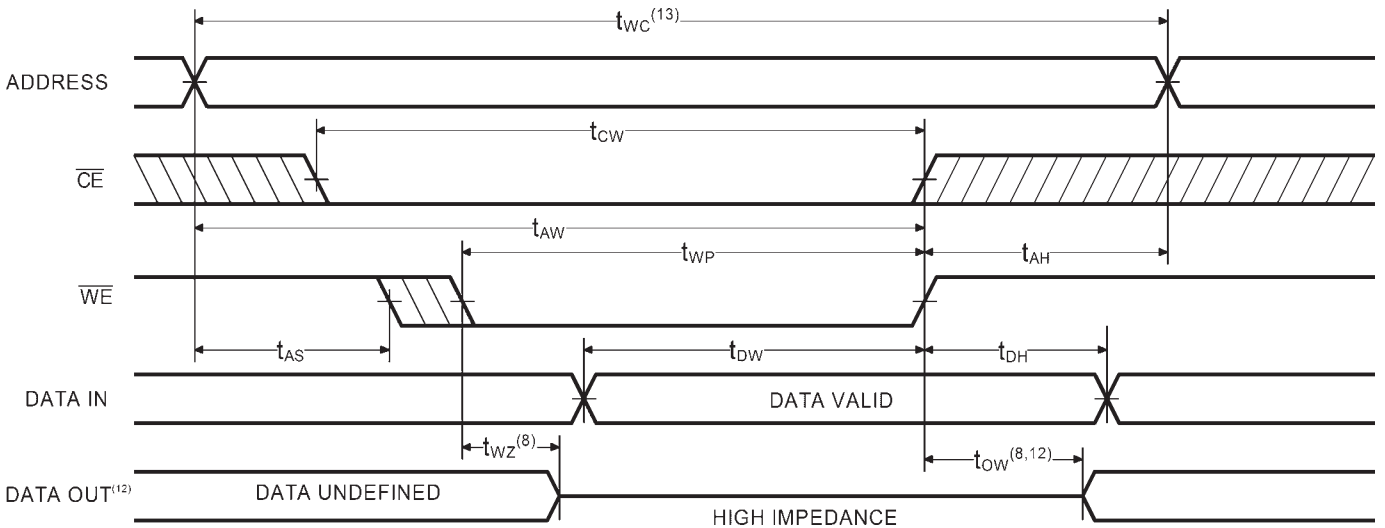 tWC(13)
ADDRESS
tCW
CE
tAW
tWP
tAH
WE
tAS
tDW
tDH
DATA IN
DATA VALID
tWZ(8)
tOW(8,12)
DATA OUT(12)
DATA UNDEFINED
HIGH IMPEDANCE